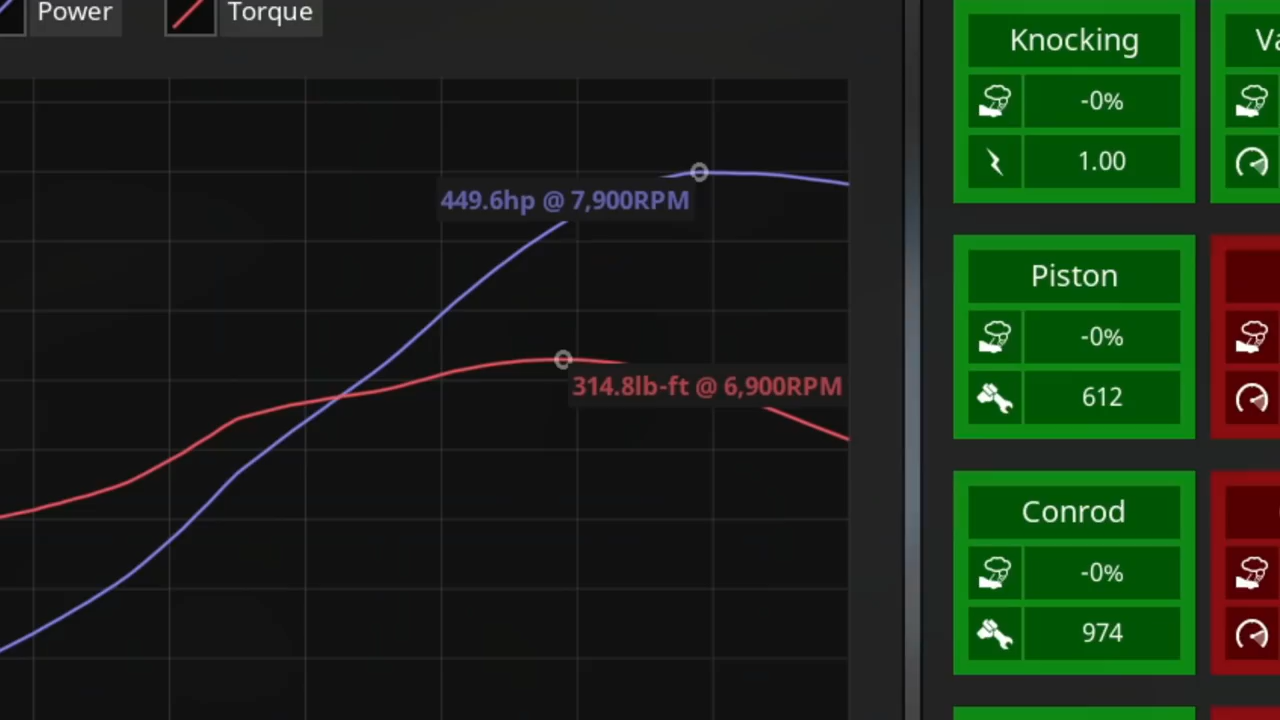 Power
Torque
449.6hp @ 7,900RPM
314.8lb-ft @ 6,900RPM
Knocking
-0%
1.00
Piston
-0%
612
Conrod
-0%
974